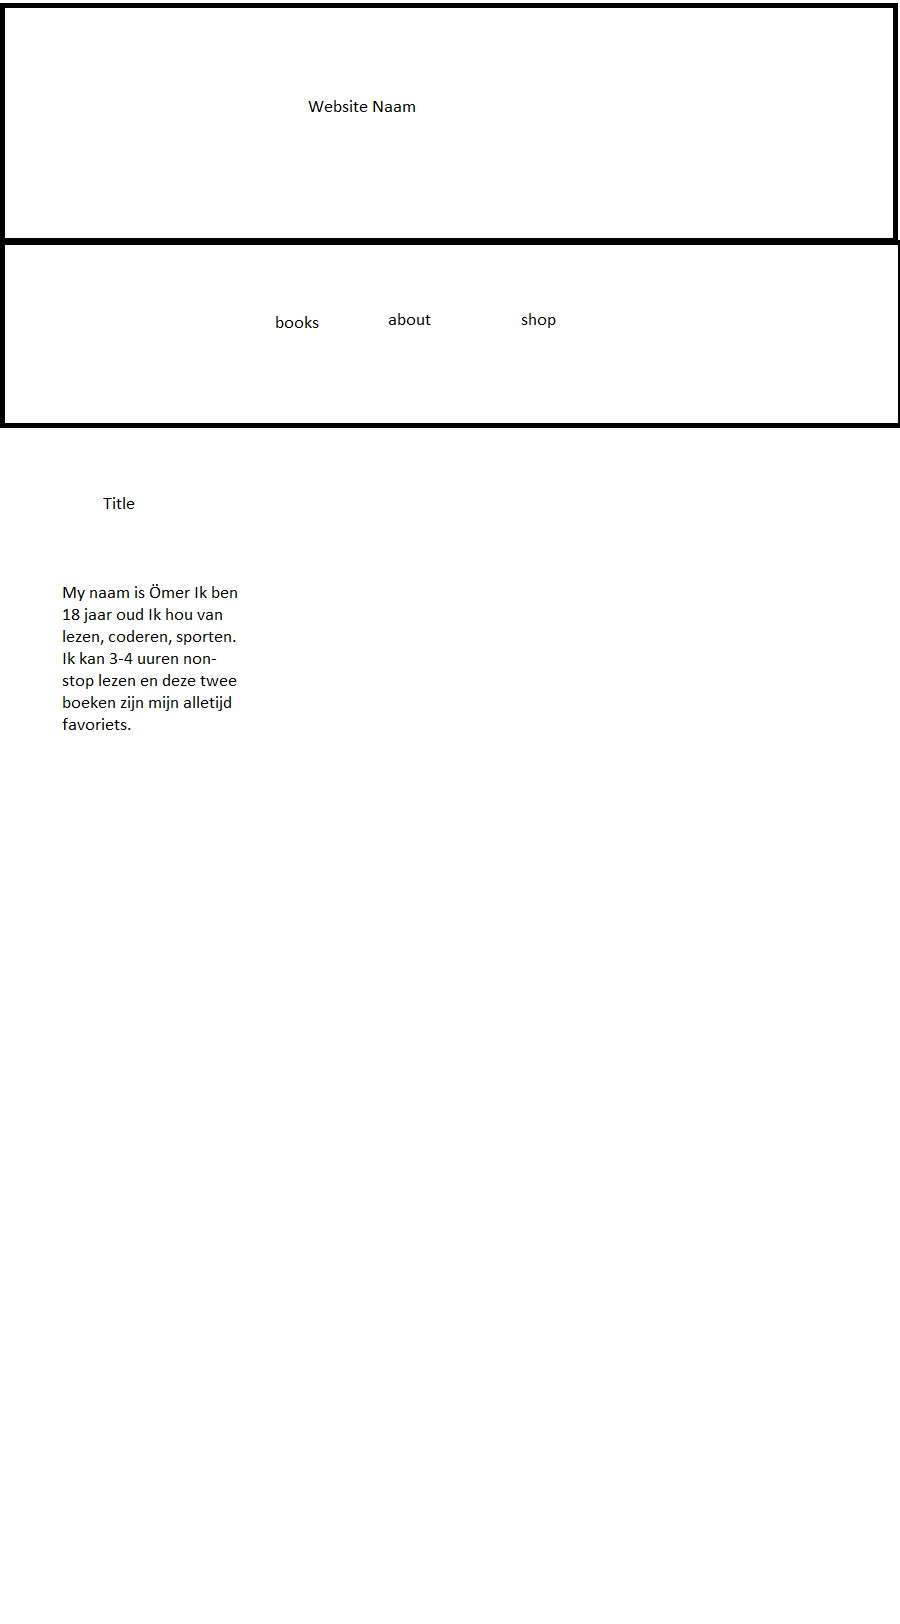 Website Naam
books about shop
Title
My naam is Ömer Ik ben
18 jaar oud Ik hou van
lezen, coderen, sporten.
Ik kan 3-4 uuren non-
stop lezen en deze twee
boeken zijn mijn alletijd
favoriets.